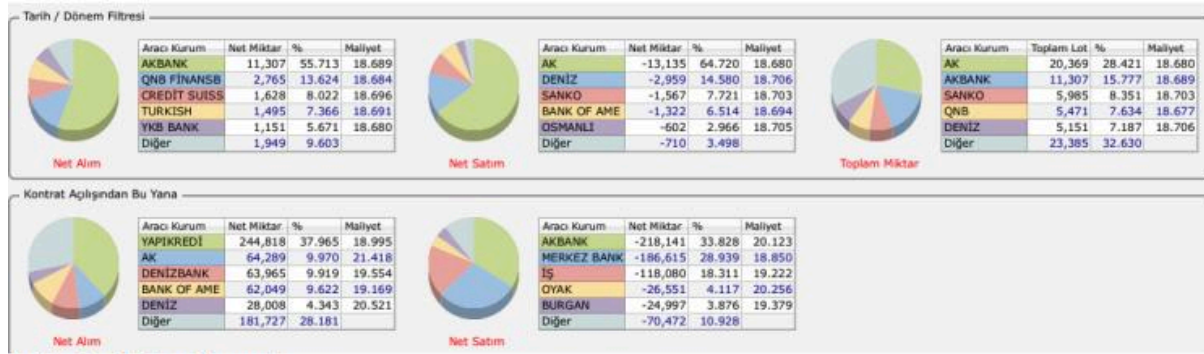 Tarih / Dönem Filtresi
Aracı Kurum Net Miktar % Maliyet
AKBANK 11,307 55.713 18.689
QNB FİNANSB 2,765 13.624 18.684
CREDİT SUISS 1,628 8.022 18.696
TURKISH 1,495 7.366 18.691
YKB BANK 1,151 5.671 18.680
Diğer 1,949 9.603
Net Alım
Aracı Kurum Net Miktar % Maliyet
AK -13,135 64.720 18.680
DENİZ -2,959 14.580 18.706
SANKO -1,567 7.721 18.703
BANK OF AME -1,322 6.514 18.694
OSMANLI -602 2.966 18.705
Diğer -710 3.498
Net Satım
Aracı Kurum Toplam Lot % Maliyet
AK 20,369 28.421 18.680
AKBANK 11,307 15.777 18.689
SANKO 5,985 8.351 18.703
QNB 5,471 7.634 18.677
DENİZ 5,151 7.187 18.706
Diğer 23,385 32.630
Toplam Miktar
Kontrat Açılışından Bu Yana
Aracı Kurum Net Miktar % Maliyet
YAPIKREDİ 244,818 37.965 18.995
AK 64,289 9.970 21.418
DENİZBANK 63,965 9.919 19.554
BANK OF AME 62,049 9.622 19.169
DENİZ 28,008 4.343 20.521
Diğer 181,727 28.181
Net Alım
Aracı Kurum Net Miktar % Maliyet
AKBANK -218,141 33.828 20.123
MERKEZ BANK -186,615 28.939 18.850
İŞ -118,080 18.311 19.222
OYAK -26,551 4.117 20.256
BURGAN -24,997 3.876 19.379
Diğer -70,472 10.928
Net Satım